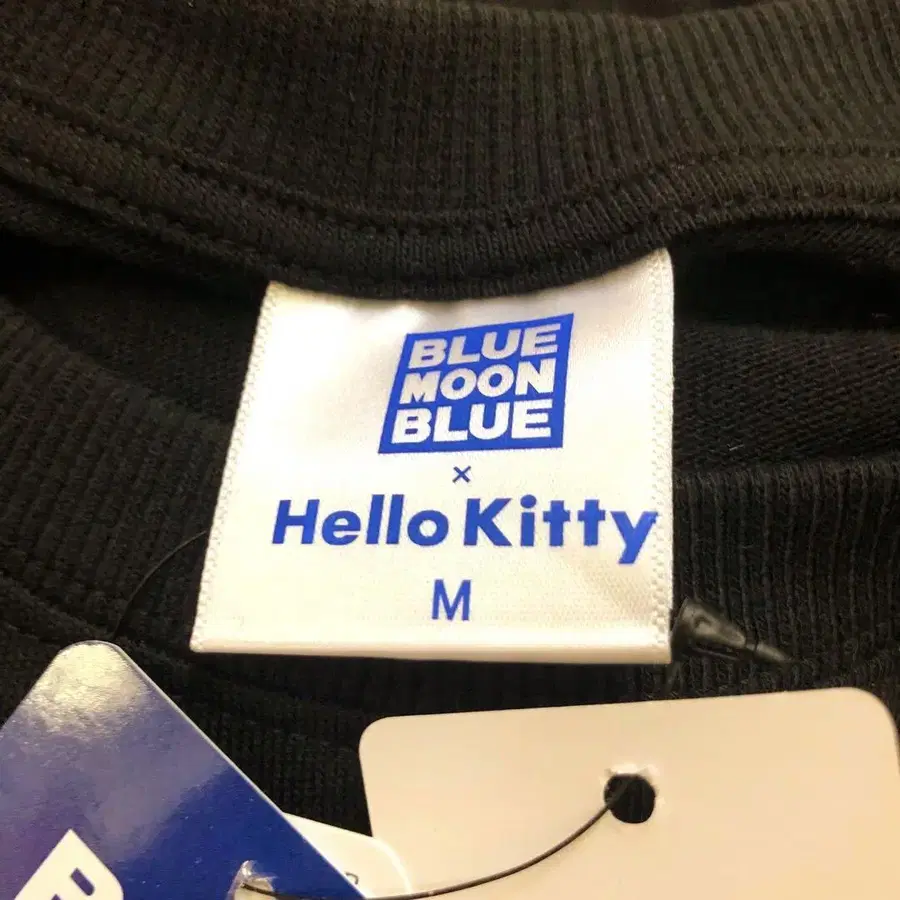 BLUE
MOON
BLUE
×
Hello Kitty
M